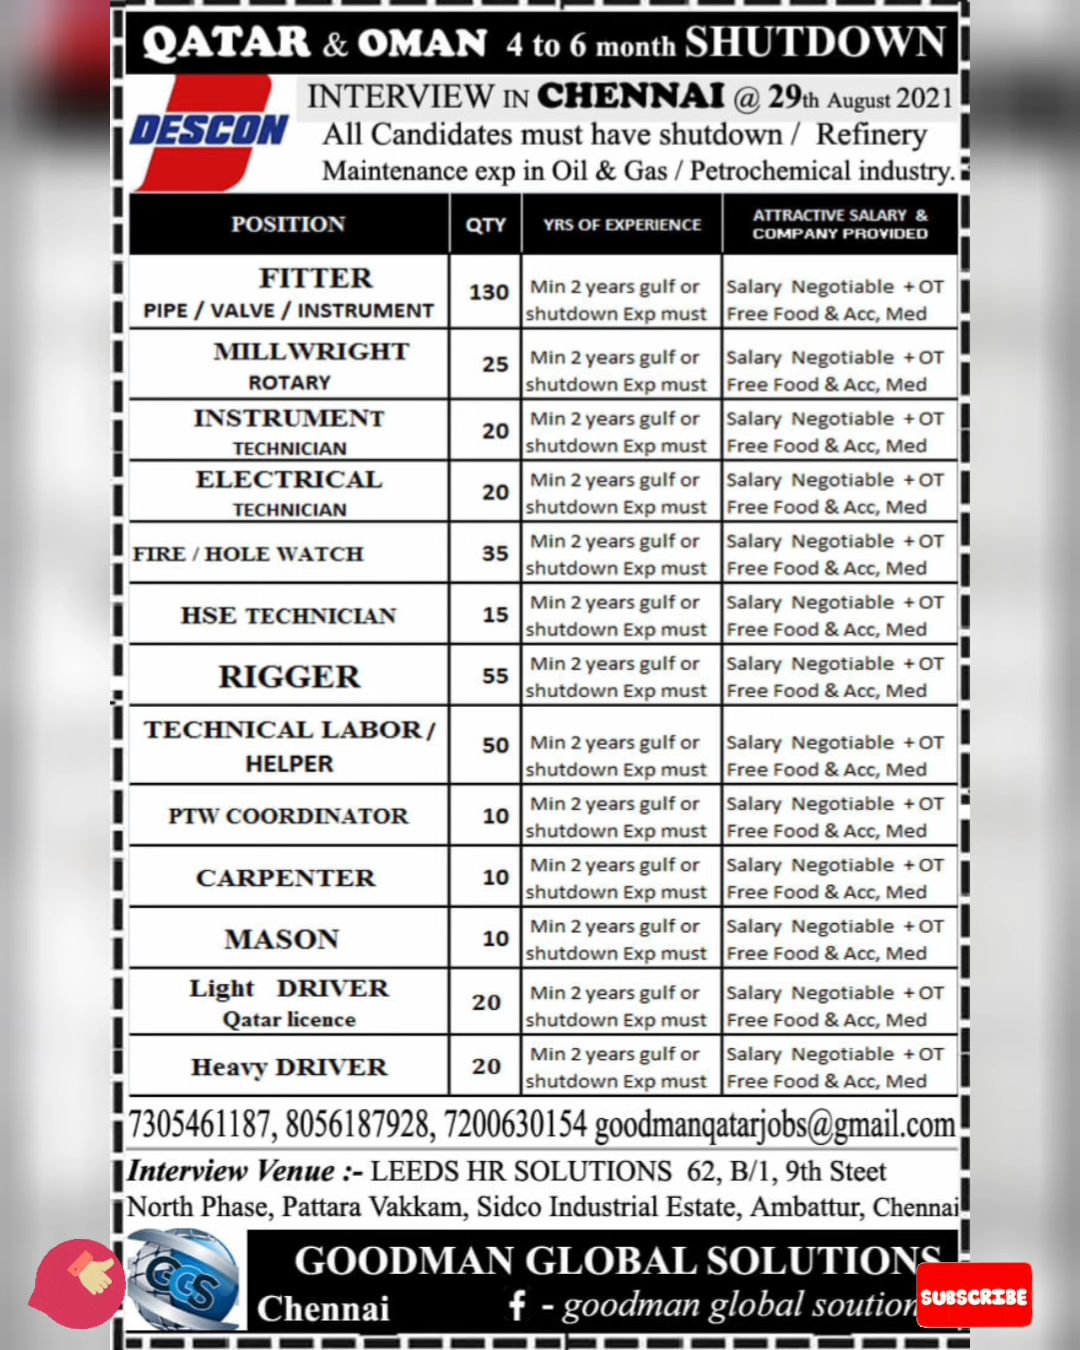 QATAR & OMAN 4 to 6 month SHUTDOWN
DESCON
INTERVIEW IN CHENNAI @ 29th August 2021
All Candidates must have shutdown / Refinery
Maintenance exp in Oil & Gas / Petrochemical industry.
POSITION QTY YRS OF EXPERIENCE ATTRACTIVE SALARY &
COMPANY PROVIDED
FITTER
PIPE / VALVE / INSTRUMENT 130 Min 2 years gulf or Salary Negotiable + OT
shutdown Exp must Free Food & Acc, Med
MILLWRIGHT
ROTARY 25 Min 2 years gulf or Salary Negotiable + OT
shutdown Exp must Free Food & Acc, Med
INSTRUMENT
TECHNICIAN 20 Min 2 years gulf or Salary Negotiable + OT
shutdown Exp must Free Food & Acc, Med
ELECTRICAL
TECHNICIAN 20 Min 2 years gulf or Salary Negotiable + OT
shutdown Exp must Free Food & Acc, Med
FIRE / HOLE WATCH 35 Min 2 years gulf or Salary Negotiable + OT
shutdown Exp must Free Food & Acc, Med
HSE TECHNICIAN 15 Min 2 years gulf or Salary Negotiable + OT
shutdown Exp must Free Food & Acc, Med
RIGGER 55 Min 2 years gulf or Salary Negotiable + OT
shutdown Exp must Free Food & Acc, Med
TECHNICAL LABOR /
HELPER 50 Min 2 years gulf or Salary Negotiable + OT
shutdown Exp must Free Food & Acc, Med
PTW COORDINATOR 10 Min 2 years gulf or Salary Negotiable + OT
shutdown Exp must Free Food & Acc, Med
CARPENTER 10 Min 2 years gulf or Salary Negotiable + OT
shutdown Exp must Free Food & Acc, Med
MASON 10 Min 2 years gulf or Salary Negotiable + OT
shutdown Exp must Free Food & Acc, Med
Light DRIVER
Qatar licence 20 Min 2 years gulf or Salary Negotiable + OT
shutdown Exp must Free Food & Acc, Med
Heavy DRIVER 20 Min 2 years gulf or Salary Negotiable + OT
shutdown Exp must Free Food & Acc, Med
7305461187, 8056187928, 7200630154 goodmanqatarjobs@gmail.com
Interview Venue :- LEEDS HR SOLUTIONS 62, B/1, 9th Steet
North Phase, Pattara Vakkam, Sidco Industrial Estate, Ambattur, Chennai
GGS
GOODMAN GLOBAL SOLUTIONS
Chennai f - goodman global soution
SUBSCRIBE